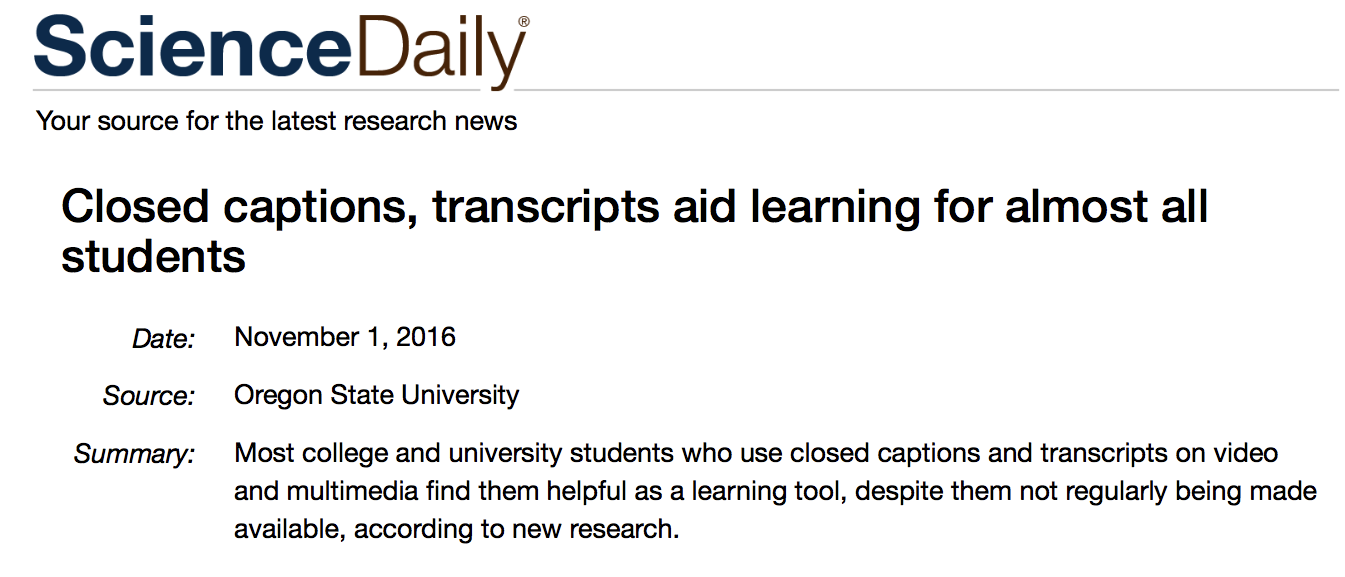 ScienceDaily®
Your source for the latest research news
Closed captions, transcripts aid learning for almost all
students
Date: November 1, 2016
Source: Oregon State University
Summary: Most college and university students who use closed captions and transcripts on video
and multimedia find them helpful as a learning tool, despite them not regularly being made
available, according to new research.